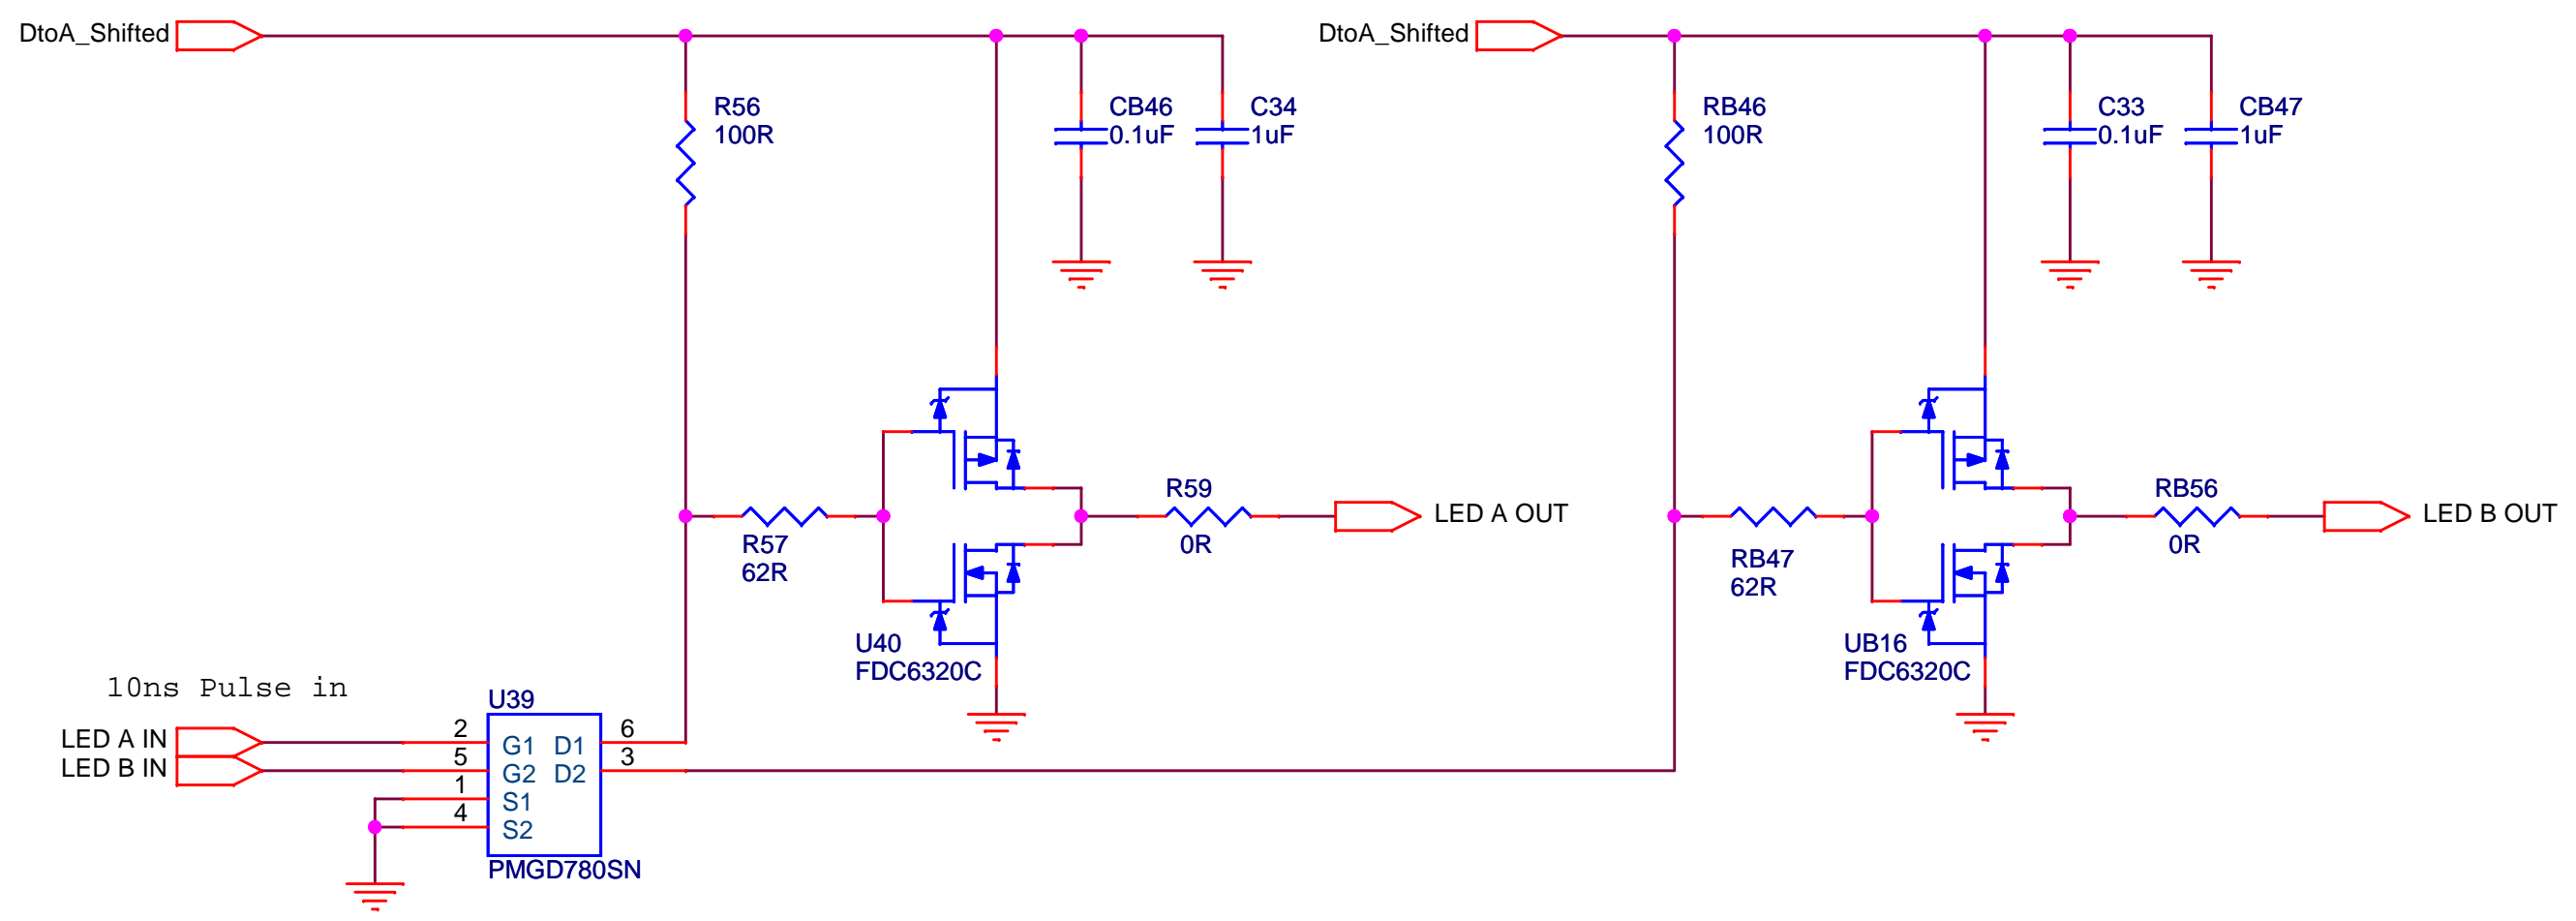 DtoA_Shifted
R56
100R
CB46
0.1uF
C34
1uF
R57
62R
R59
0R
LED A OUT
U40
FDC6320C
DtoA_Shifted
RB46
100R
C33
0.1uF
CB47
1uF
RB47
62R
RB56
0R
LED B OUT
UB16
FDC6320C
10ns Pulse in
LED A IN
LED B IN
U39
2
5
1
4
G1 D1
G2 D2
S1
S2
6
3
PMGD780SN